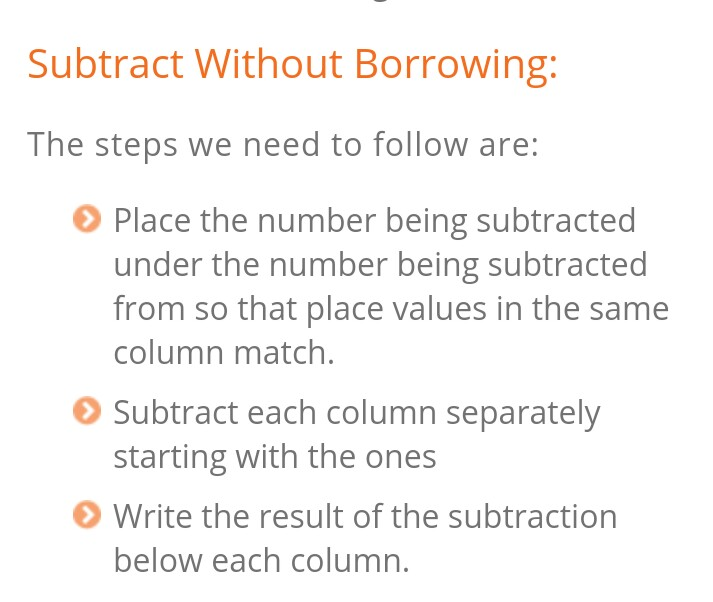 Subtract Without Borrowing:
The steps we need to follow are:
Place the number being subtracted
under the number being subtracted
from so that place values in the same
column match.
Subtract each column separately
starting with the ones
Write the result of the subtraction
below each column.